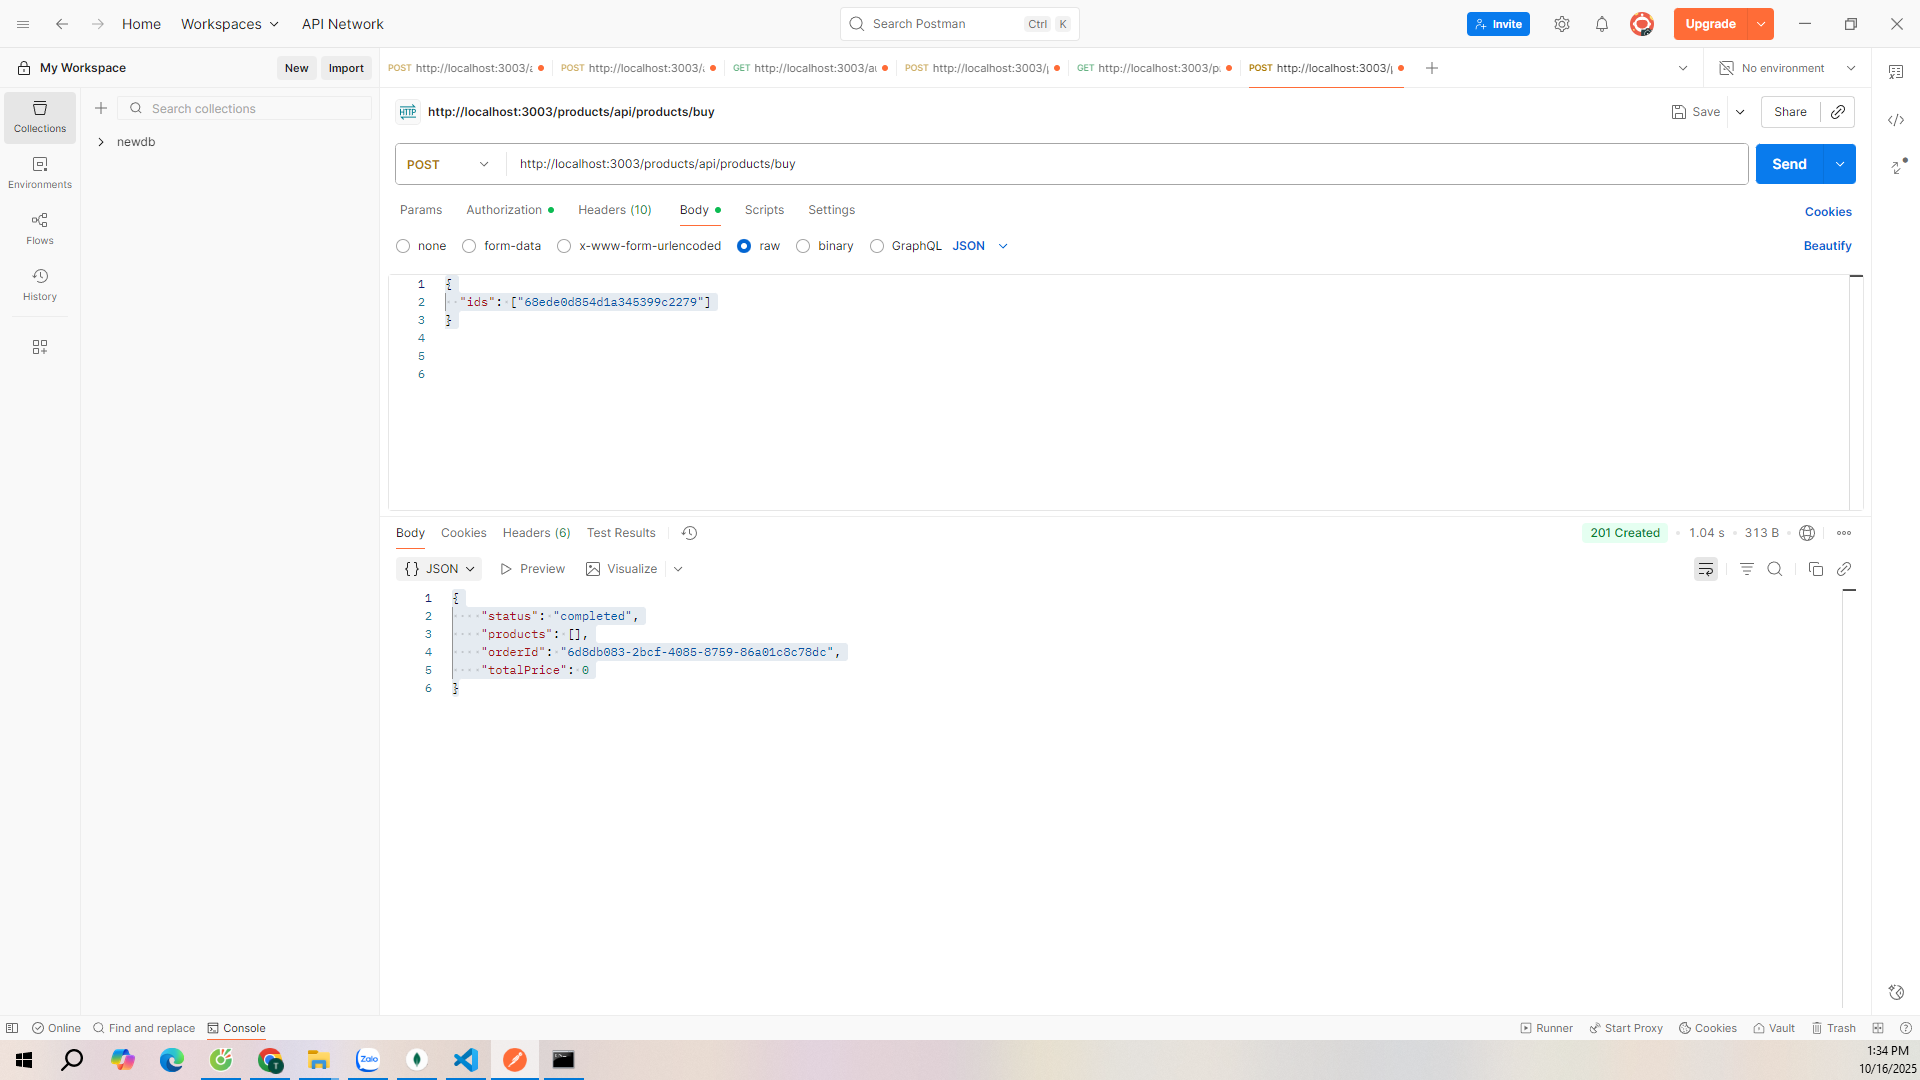 Home
Workspaces
API Network
Search Postman
Ctrl
K
Invite
Upgrade
My Workspace
New
Import
POST http://localhost:3003/a
POST http://localhost:3003/
GET http://localhost:3003/au
POST http://localhost:3003/p
GET http://localhost:3003/p
POST http://localhost:3003/p
No environment
Collections
Environments
Flows
History
Search collections
newdb
HTTP
http://localhost:3003/products/api/products/buy
Save
Share
POST
http://localhost:3003/products/api/products/buy
Send
Params
Authorization
Headers (10)
Body
Scripts
Settings
Cookies
none
form-data
x-www-form-urlencoded
raw
binary
GraphQL
JSON
Beautify
1 {
2 "ids": ["68ede0d854d1a345399c2279"]
3 }
4
5
6
Body
Cookies
Headers (6)
Test Results
201 Created
1.04 s
313 B
{} JSON
Preview
Visualize
1 {
2 "status": "completed",
3 "products": [],
4 "orderId": "6d8db083-2bcf-4085-8759-86a01c8c78dc",
5 "totalPrice": 0
6 }
Online
Find and replace
Console
Runner
Start Proxy
Cookies
Vault
Trash
Zalo
T
1:34 PM
10/16/2025